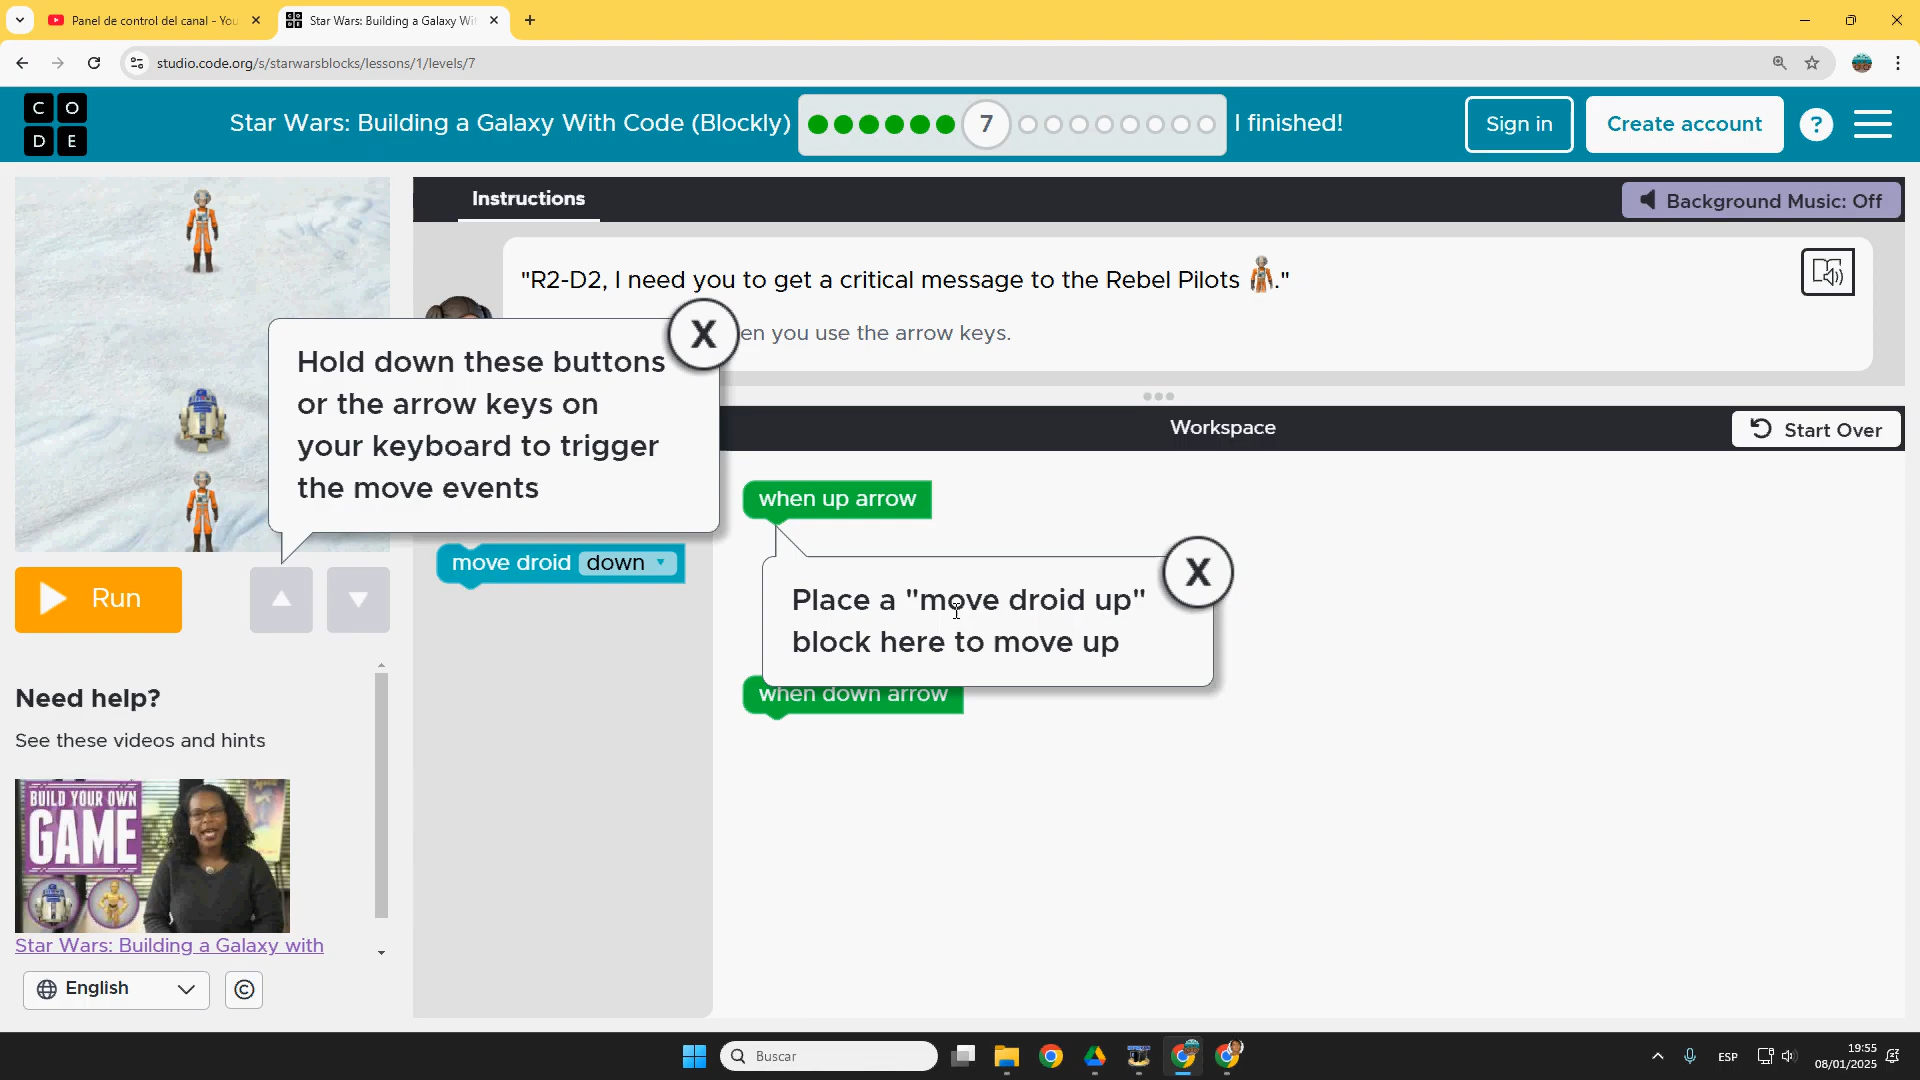 Panel de control del canal - You
Star Wars: Building a Galaxy Wit
studio.code.org/s/starwarsblocks/lessons/1/levels/7
C O
D E
Star Wars: Building a Galaxy With Code (Blockly)
7
I finished!
Sign in
Create account
?
Instructions
Background Music: Off
"R2-D2, I need you to get a critical message to the Rebel Pilots ."
en you use the arrow keys.
X
Hold down these buttons
or the arrow keys on
your keyboard to trigger
the move events
Workspace
Start Over
when up arrow
move droid down
X
Place a "move droid up"
block here to move up
when down arrow
Run
Need help?
See these videos and hints
BUILD YOUR OWN
GAME
Star Wars: Building a Galaxy with
English
©
Buscar
ESP
19:55
08/01/2025